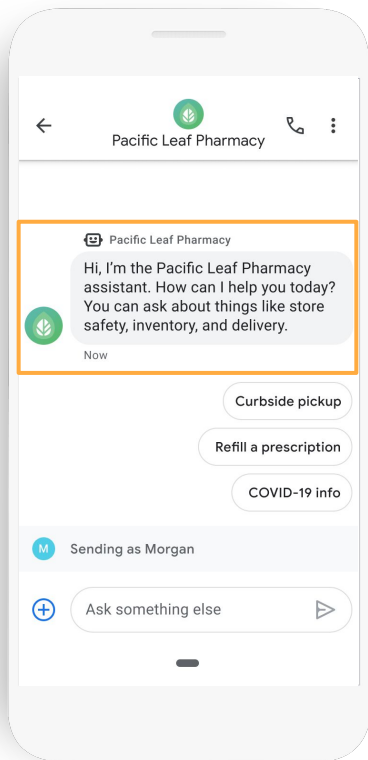 Pacific Leaf Pharmacy
Pacific Leaf Pharmacy
Hi, I'm the Pacific Leaf Pharmacy
assistant. How can I help you today?
You can ask about things like store
safety, inventory, and delivery.
Now
Curbside pickup
Refill a prescription
COVID-19 info
M Sending as Morgan
Ask something else